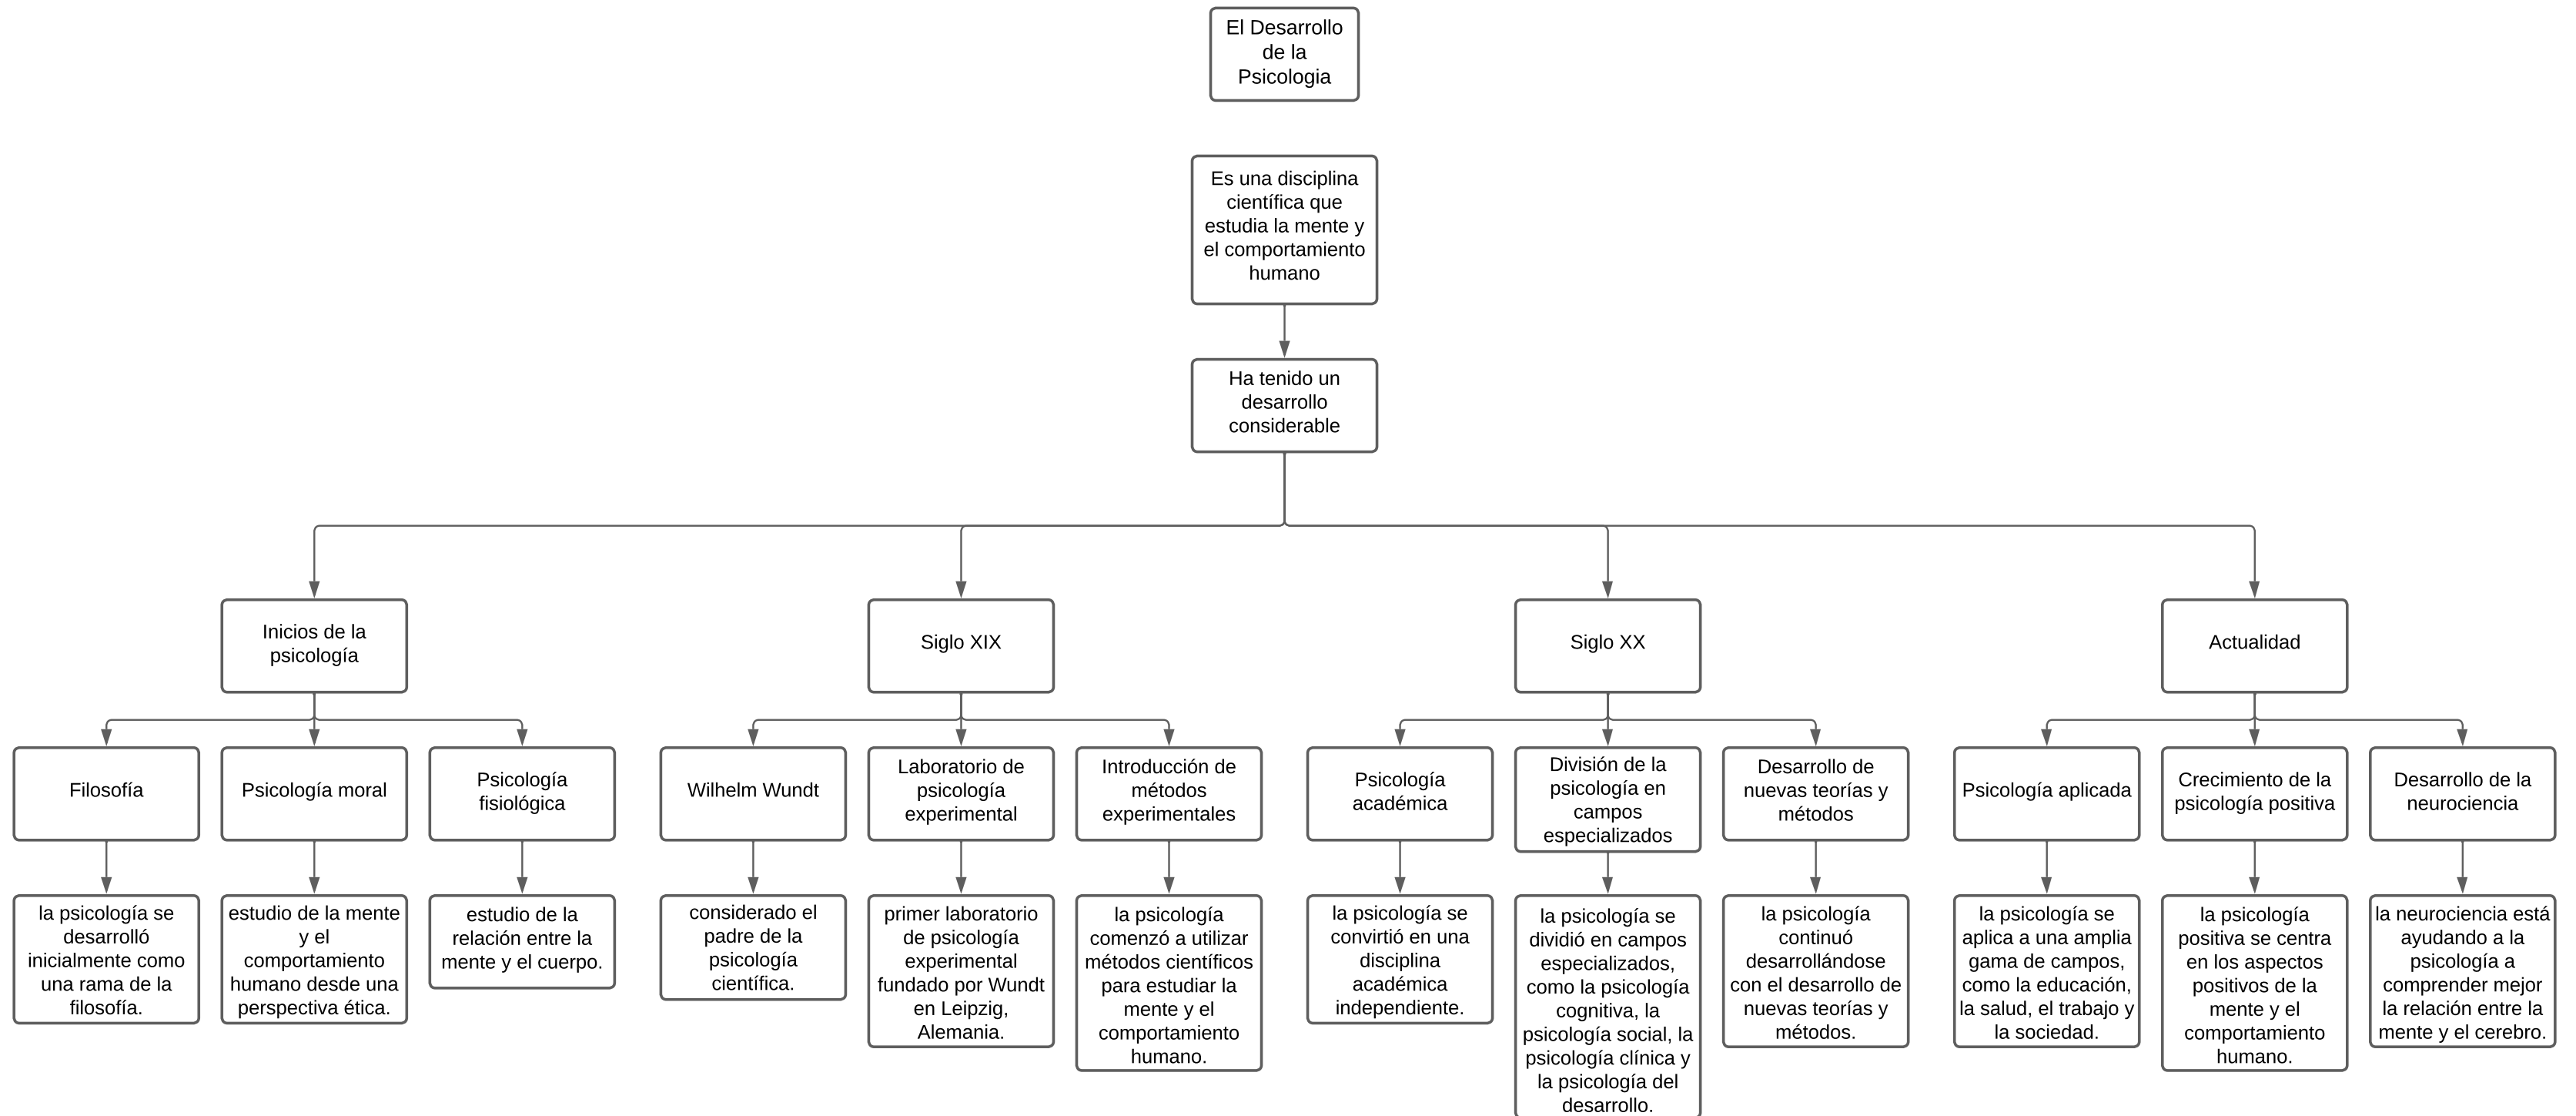 El Desarrollo
de la
Psicologia
Es una disciplina
científica que
estudia la mente y
el comportamiento
humano
Ha tenido un
desarrollo
considerable
Inicios de la
psicología
Siglo XIX
Siglo XX
Actualidad
Filosofía
Psicología moral
Psicología
fisiológica
Wilhelm Wundt
Laboratorio de
psicología
experimental
Introducción de
métodos
experimentales
Psicología
académica
División de la
psicología en
campos
especializados
Desarrollo de
nuevas teorías y
métodos
Psicología aplicada
Crecimiento de la
psicología positiva
Desarrollo de la
neurociencia
la psicología se
desarrolló
inicialmente como
una rama de la
filosofía.
estudio de la mente
y el
comportamiento
humano desde una
perspectiva ética.
estudio de la
relación entre la
mente y el cuerpo.
considerado el
padre de la
psicología
científica.
primer laboratorio
de psicología
experimental
fundado por Wundt
en Leipzig,
Alemania.
la psicología
comenzó a utilizar
métodos científicos
para estudiar la
mente y el
comportamiento
humano.
la psicología se
convirtió en una
disciplina
académica
independiente.
la psicología se
dividió en campos
especializados,
como la psicología
cognitiva, la
psicología social, la
psicología clínica y
la psicología del
desarrollo.
la psicología
continuó
desarrollándose
con el desarrollo de
nuevas teorías y
métodos.
la psicología se
aplica a una amplia
gama de campos,
como la educación,
la salud, el trabajo y
la sociedad.
la psicología
positiva se centra
en los aspectos
positivos de la
mente y el
comportamiento
humano.
la neurociencia está
ayudando a la
psicología a
comprender mejor
la relación entre la
mente y el cerebro.